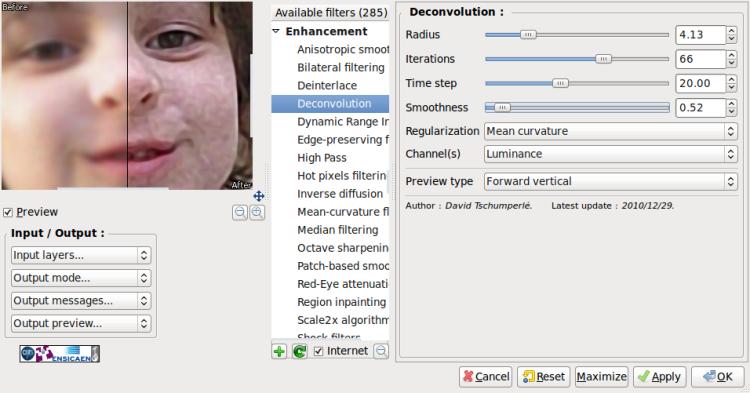 Before
After
Preview
Input / Output :
Input layers...
Output mode...
Output messages...
Output preview...
ENSICAEN
Available filters (285)
Enhancement
Anisotropic smoot
Bilateral filtering
Deinterlace
Deconvolution
Dynamic Range In
Edge-preserving f
High Pass
Hot pixels filterin
Inverse diffusion
Mean-curvature fl
Median filtering
Octave sharpenin
Patch-based smoo
Red-Eye attenuati
Region inpainting
Scale2x algorithm
Shock filters
Internet
Deconvolution :
Radius 4.13
Iterations 66
Time step 20.00
Smoothness 0.52
Regularization Mean curvature
Channel(s) Luminance
Preview type Forward vertical
Author : David Tschumperlé. Latest update : 2010/12/29.
Cancel Reset Maximize Apply OK